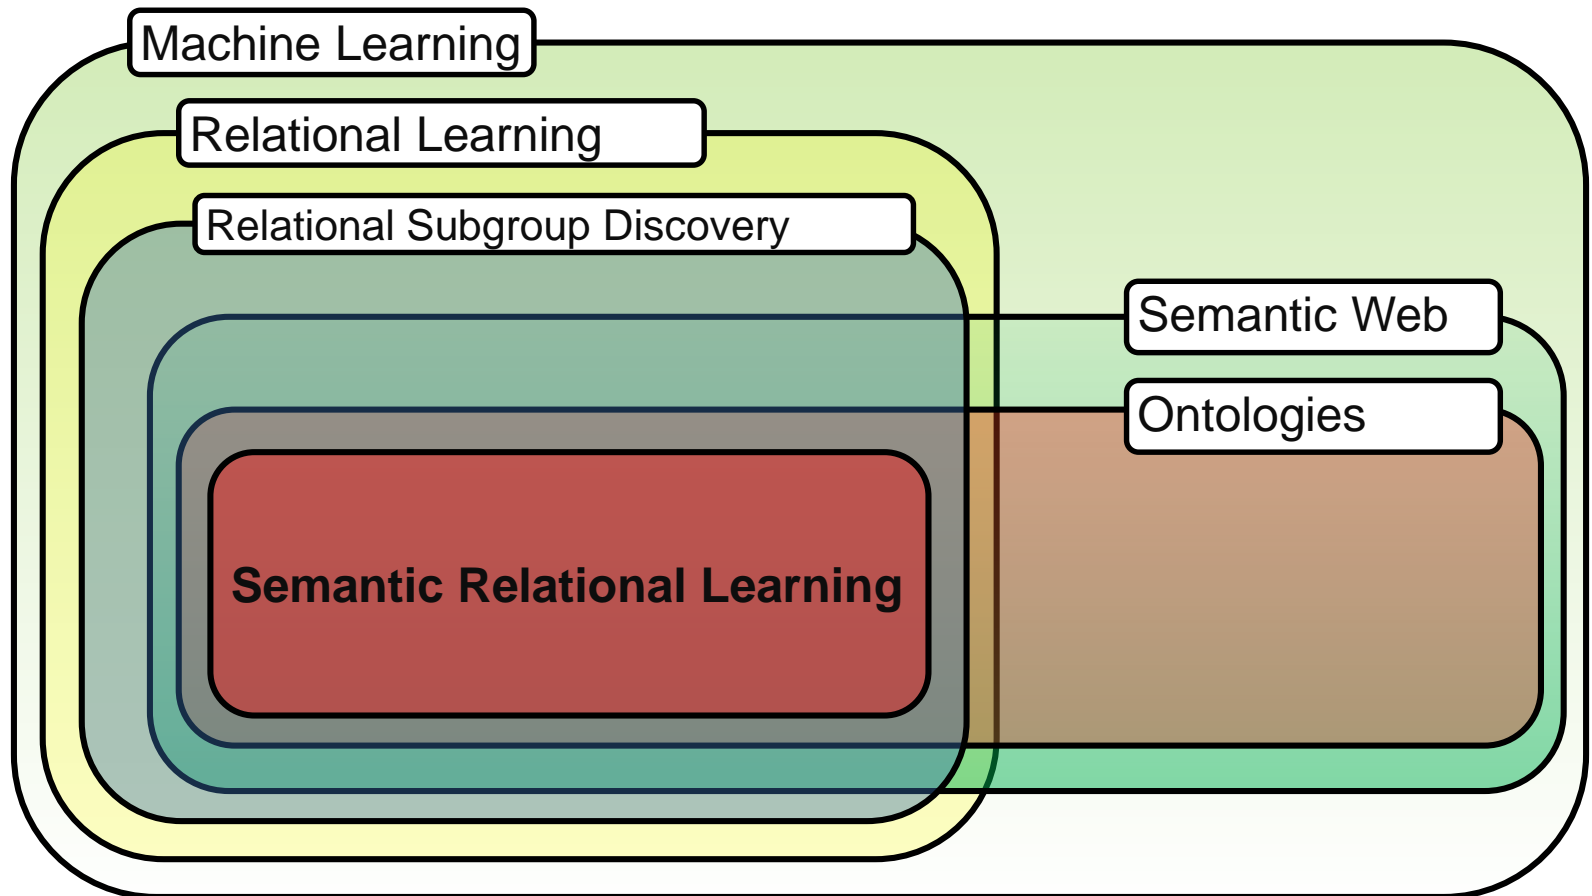 Machine Learning
Relational Learning
Relational Subgroup Discovery
Semantic Web
Ontologies
Semantic Relational Learning